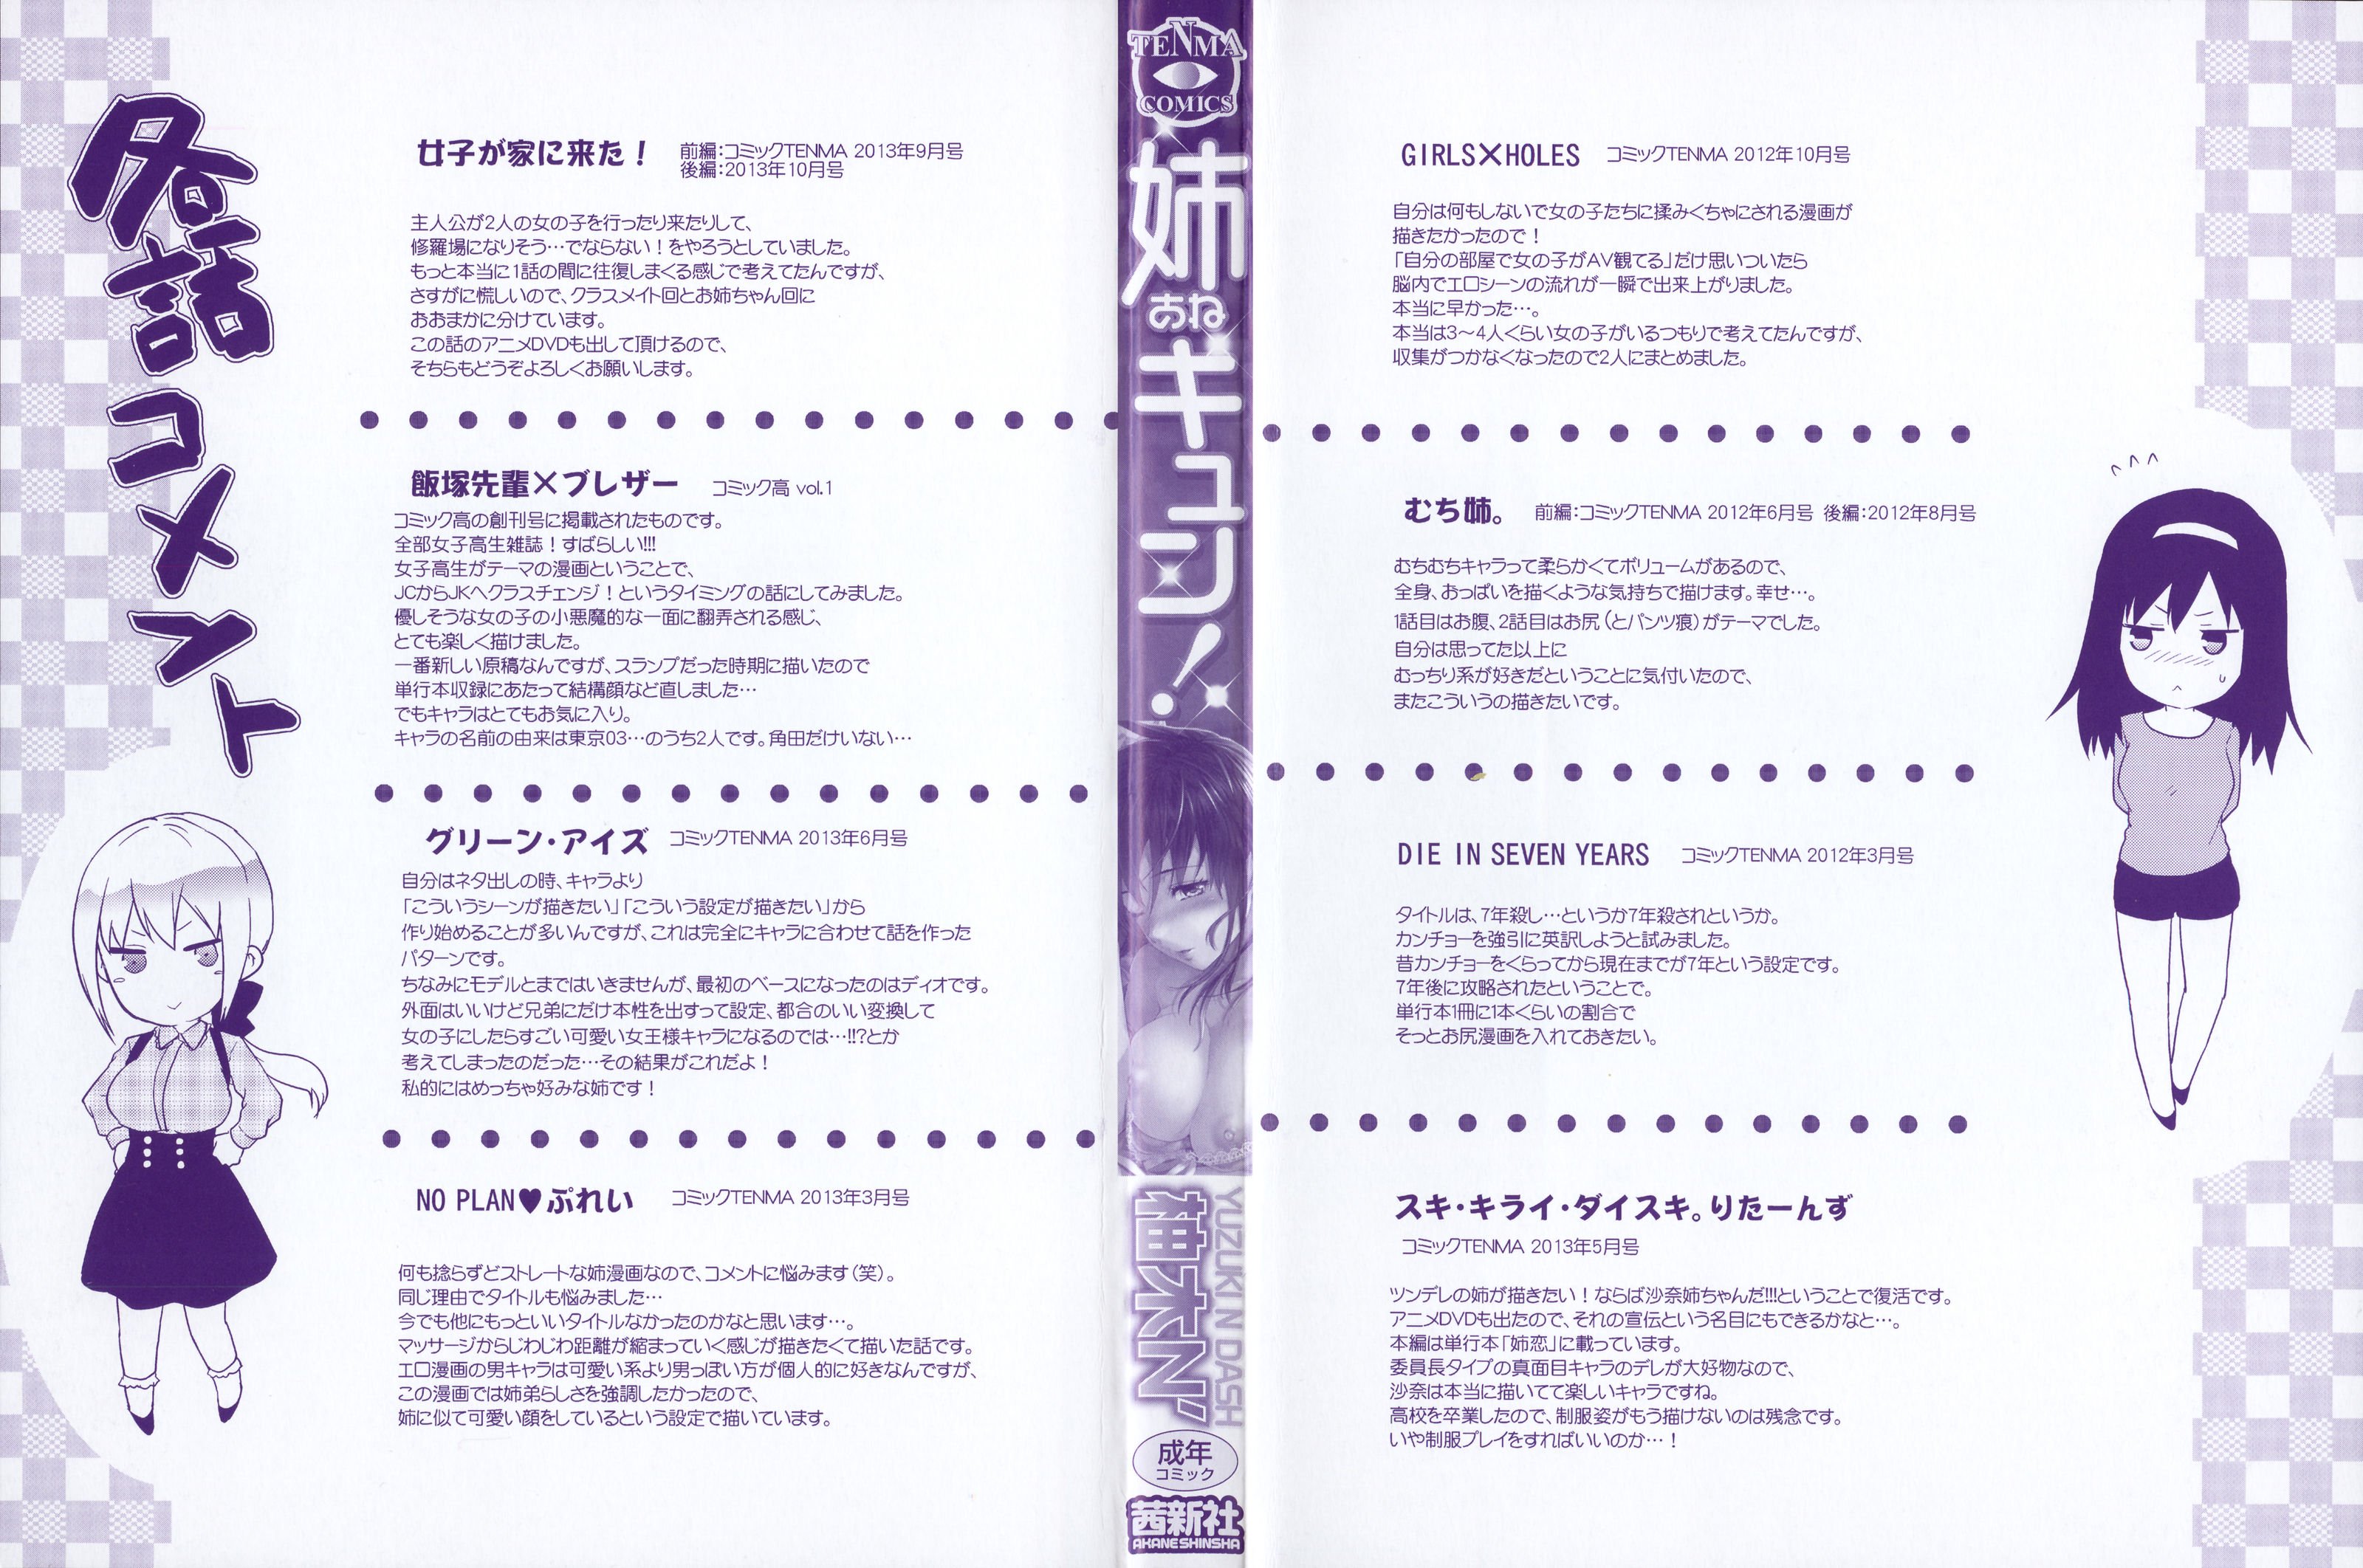 各話コメント
女子が家に来た！
前編：コミックTENMA 2013年9月号
後編：2013年10月号
主人公が2人の女の子を行ったり来たりして、
修羅場になりそう…でならない！をやろうとしていました。
もっと本当に1話の間に往復しまくる感じで考えてたんですが、
さすがに慌しいので、クラスメイト回とお姉ちゃん回に
おおまかに分けています。
この話のアニメDVDも出して頂けるので、
そちらもどうぞよろしくお願いします。
飯塚先輩×ブレザー　コミック高 vol.1
コミック高の創刊号に掲載されたものです。
全部女子高生雑誌！すばらしい!!!
女子高生がテーマの漫画ということで、
JCからJKへクラスチェンジ！というタイミングの話にしてみました。
優しそうな女の子の小悪魔的な一面に翻弄される感じ、
とても楽しく描けました。
一番新しい原稿なんですが、スランプだった時期に描いたので
単行本収録にあたって結構顔など直しました…
でもキャラはとてもお気に入り。
キャラの名前の由来は東京03…のうち2人です。角田だけいない…
グリーン・アイズ　コミックTENMA 2013年6月号
自分はネタ出しの時、キャラより
「こういうシーンが描きたい」「こういう設定が描きたい」から
作り始めることが多いんですが、これは完全にキャラに合わせて話を作った
パターンです。
ちなみにモデルとまではいきませんが、最初のベースになったのはディオです。
外面はいいけど兄弟にだけ本性を出すって設定、都合のいい変換して
女の子にしたらすごい可愛い女王様キャラになるのでは…!!?とか
考えてしまったのだった…その結果がこれだよ！
私的にはめっちゃ好みな姉です！
NO PLAN♥ぷれい　コミックTENMA 2013年3月号
何も捻らずどストレートな姉漫画なので、コメントに悩みます（笑）。
同じ理由でタイトルも悩みました…
今でも他にもっといいタイトルなかったのかなと思います…。
マッサージからじわじわ距離が縮まっていく感じが描きたくて描いた話です。
エロ漫画の男キャラは可愛い系より男っぽい方が個人的に好きなんですが、
この漫画では姉弟らしさを強調したかったので、
姉に似て可愛い顔をしているという設定で描いています。
TENMA
COMICS
姉キュン！
あね
柚木N'
YUZUKI N DASH
成年
コミック
茜新社
AKANESHINSHA
GIRLS×HOLES　コミックTENMA 2012年10月号
自分は何もしないで女の子たちに揉みくちゃにされる漫画が
描きたかったので！
「自分の部屋で女の子がAV観てる」だけ思いついたら
脳内でエロシーンの流れが一瞬で出来上がりました。
本当に早かった…。
本当は3〜4人くらい女の子がいるつもりで考えてたんですが、
収集がつかなくなったので2人にまとめました。
むち姉。　前編：コミックTENMA 2012年6月号 後編：2012年8月号
むちむちキャラって柔らかくてボリュームがあるので、
全身、おっぱいを描くような気持ちで描けます。幸せ…。
1話目はお腹、2話目はお尻（とパンツ痕）がテーマでした。
自分は思ってた以上に
むっちり系が好きだということに気付いたので、
またこういうの描きたいです。
DIE IN SEVEN YEARS　コミックTENMA 2012年3月号
タイトルは、7年殺し…というか7年殺されというか。
カンチョーを強引に英訳しようと試みました。
昔カンチョーをくらってから現在までが7年という設定です。
7年後に攻略されたということで。
単行本1冊に1本くらいの割合で
そっとお尻漫画を入れておきたい。
スキ・キライ・ダイスキ。りたーんず
コミックTENMA 2013年5月号
ツンデレの姉が描きたい！ならば沙奈姉ちゃんだ!!!ということで復活です。
アニメDVDも出たので、それの宣伝という名目にもできるかなと…。
本編は単行本「姉恋」に載っています。
委員長タイプの真面目キャラのデレが大好物なので、
沙奈は本当に描いてて楽しいキャラですね。
高校を卒業したので、制服姿がもう描けないのは残念です。
いや制服プレイをすればいいのか…！